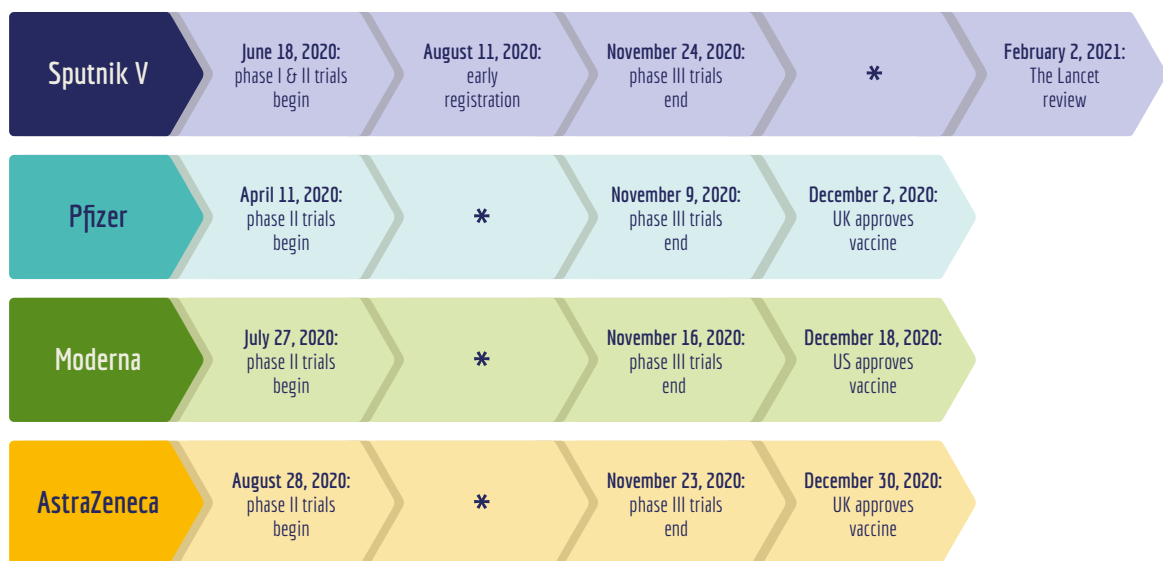 Sputnik V
June 18, 2020:
phase I & II trials
begin
August 11, 2020:
early
registration
November 24, 2020:
phase III trials
end
*
February 2, 2021:
The Lancet
review
Pfizer
April 11, 2020:
phase II trials
begin
*
November 9, 2020:
phase III trials
end
December 2, 2020:
UK approves
vaccine
Moderna
July 27, 2020:
phase II trials
begin
*
November 16, 2020:
phase III trials
end
December 18, 2020:
US approves
vaccine
AstraZeneca
August 28, 2020:
phase II trials
begin
*
November 23, 2020:
phase III trials
end
December 30, 2020:
UK approves
vaccine